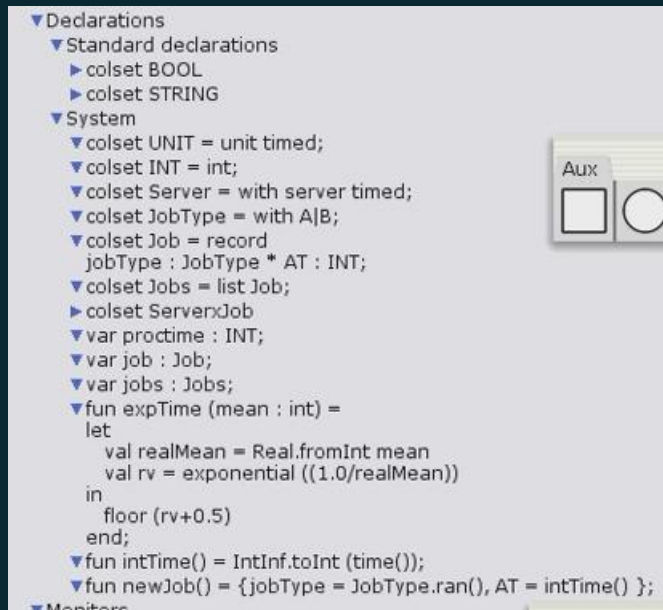 Declarations
Standard declarations
colset BOOL
colset STRING
System
colset UNIT = unit timed;
colset INT = int;
colset Server = with server timed;
colset JobType = with A|B;
colset Job = record
jobType : JobType * AT : INT;
colset Jobs = list Job;
colset ServerxJob
var proctime : INT;
var job : Job;
var jobs : Jobs;
fun expTime (mean : int) =
let
val realMean = Real.fromInt mean
val rv = exponential ((1.0/realMean))
in
floor (rv+0.5)
end;
fun intTime() = IntInf.toInt (time());
fun newJob() = {jobType = JobType.ran(), AT = intTime() };
Monitors
Aux